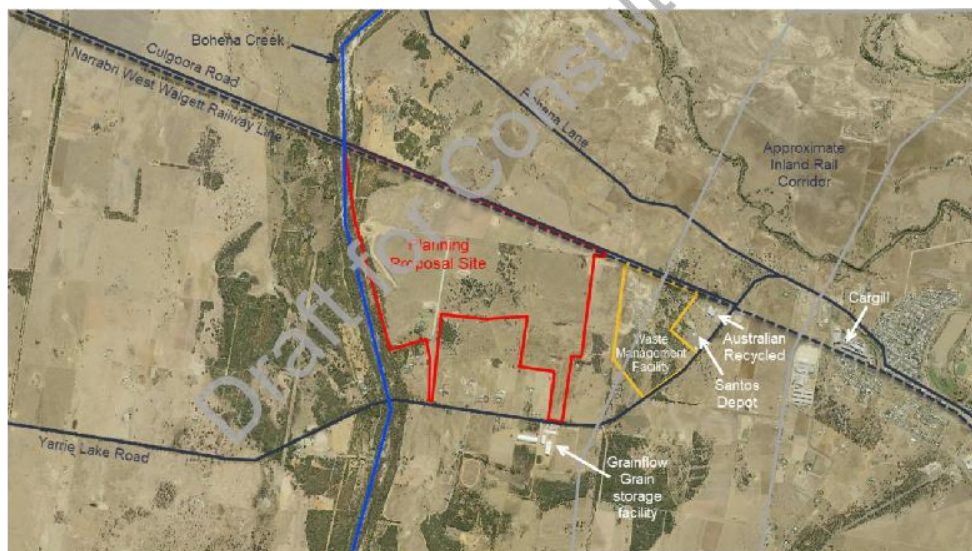 Bohena Creek
Culgoora Road
Narrabri West Walgett Railway Line
Bohena Lane
Approximate
Inland Rail
Corridor
Planning
Proposal Site
Cargill
Waste
Management
Facility
Australian
Recycled
Santos
Depot
Yarrie Lake Road
Grainflow
Grain
storage
facility
Draft for Consult